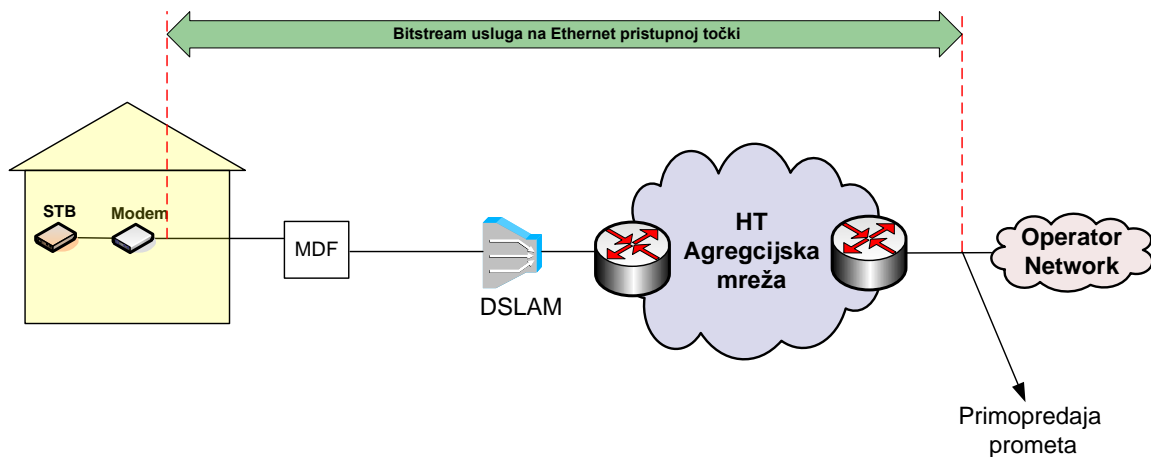 Bitstream usluga na Ethernet pristupnoj točki
STB
Modem
MDF
DSLAM
HT
Agregcijska
mreža
Operator
Network
Primopredaja
prometa